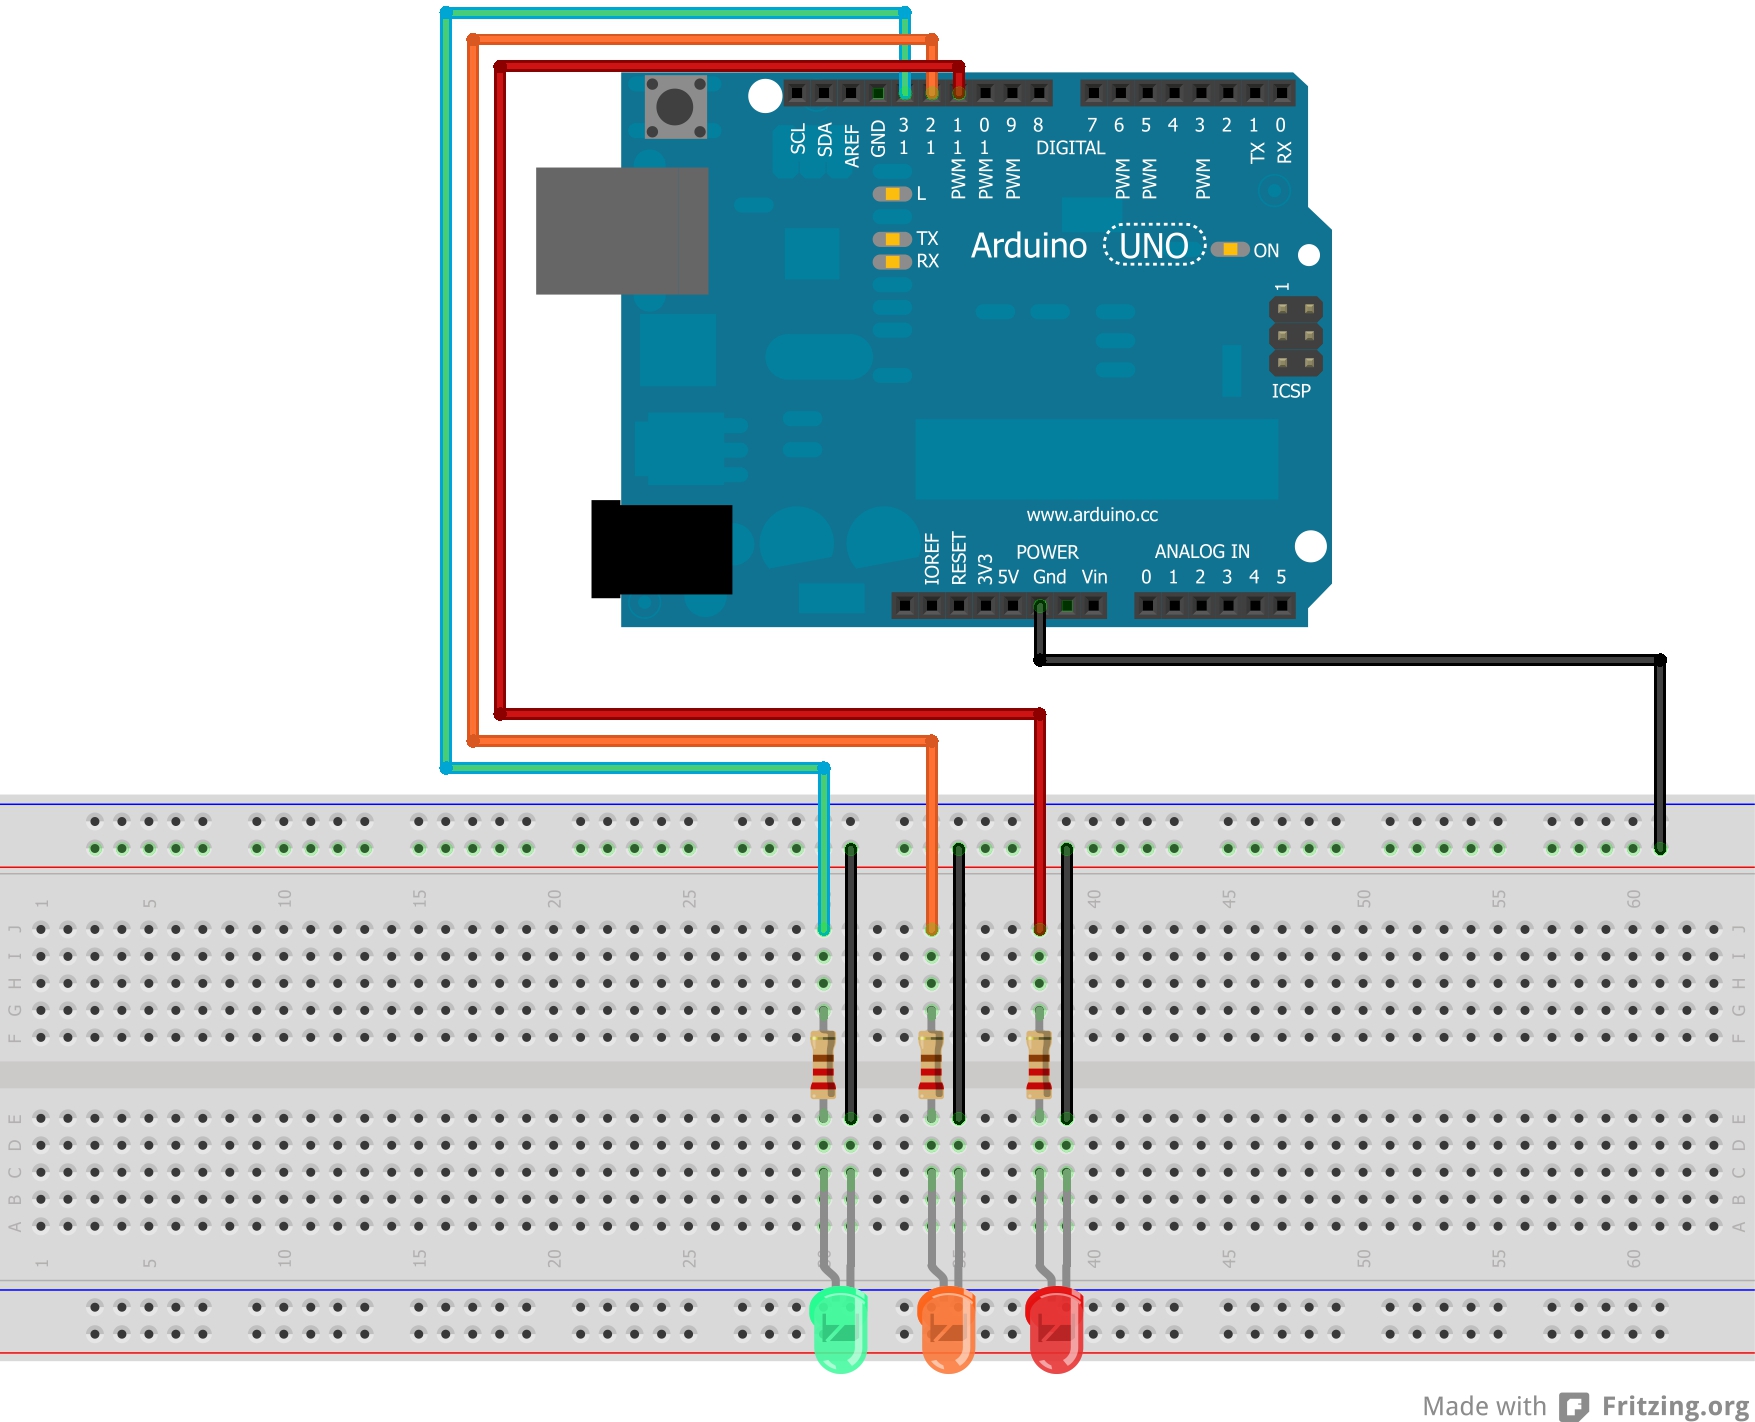 SCL SDA AREF GND 13 12 11 10 9 8 7 6 5 4 3 2 1 0
PWM PWM PWM DIGITAL PWM PWM PWM TX RX
L
TX
RX
Arduino UNO ON
1
ICSP
www.arduino.cc
POWER ANALOG IN
IOREF RESET 3V3 5V Gnd Vin 0 1 2 3 4 5
1 5 10 15 20 25 40 45 50 55 60
J J
I I
H H
G G
F F
E E
D D
C C
B B
A A
1 5 10 15 20 25 40 45 50 55 60
Made with Fritzing.org